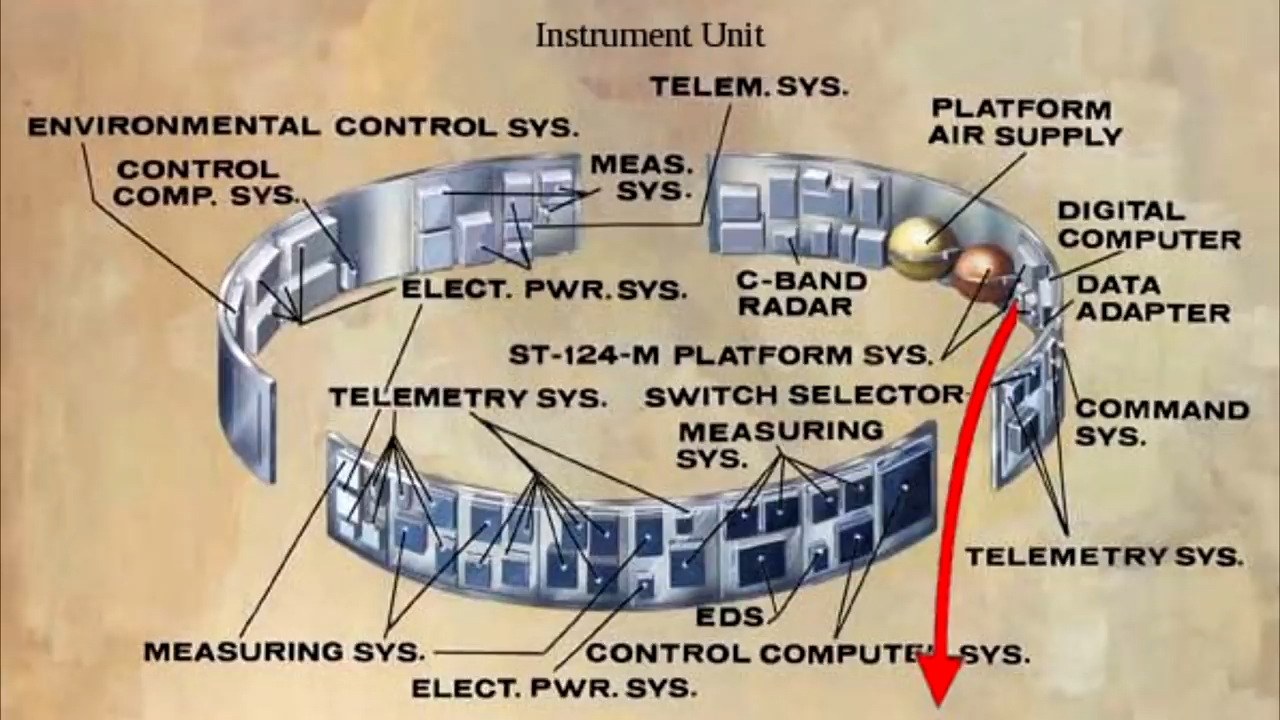 Instrument Unit
TELEM. SYS.
ENVIRONMENTAL CONTROL SYS.
PLATFORM
AIR SUPPLY
CONTROL
COMP. SYS.
MEAS.
SYS.
DIGITAL
COMPUTER
C-BAND
RADAR
ELECT. PWR. SYS.
DATA
ADAPTER
ST-124-M PLATFORM SYS.
TELEMETRY SYS.
SWITCH SELECTOR
MEASURING
SYS.
COMMAND
SYS.
TELEMETRY SYS.
EDS
MEASURING SYS.
CONTROL COMPUTER SYS.
ELECT. PWR. SYS.